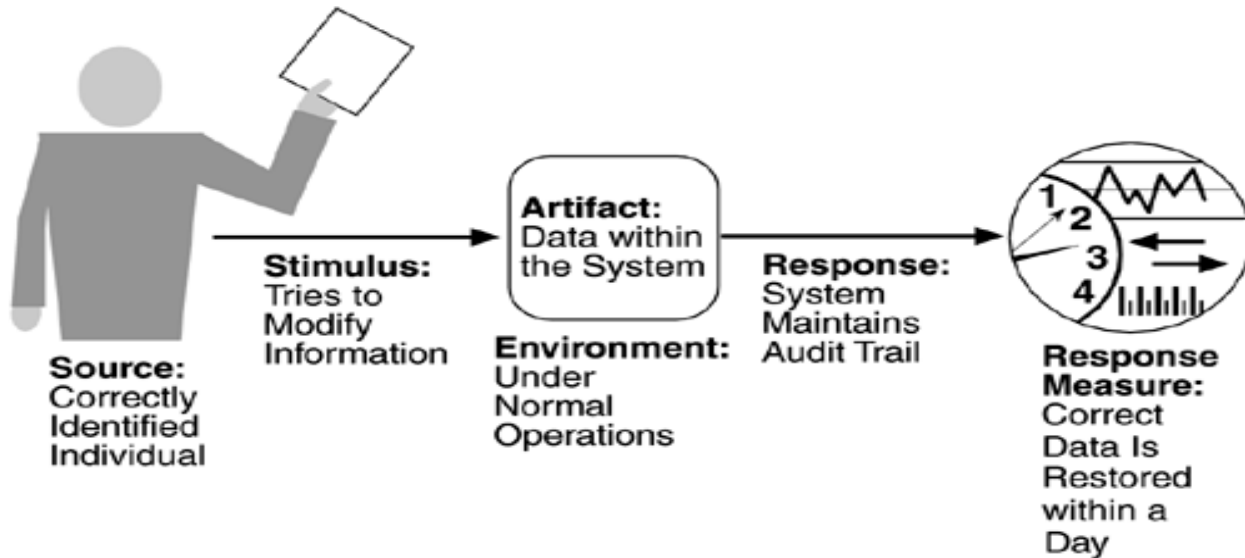 Source:
Correctly
Identified
Individual
Stimulus:
Tries to
Modify
Information
Artifact:
Data within
the System
Environment:
Under
Normal
Operations
Response:
System
Maintains
Audit Trail
1
2
3
4
Response
Measure:
Correct
Data Is
Restored
within a
Day